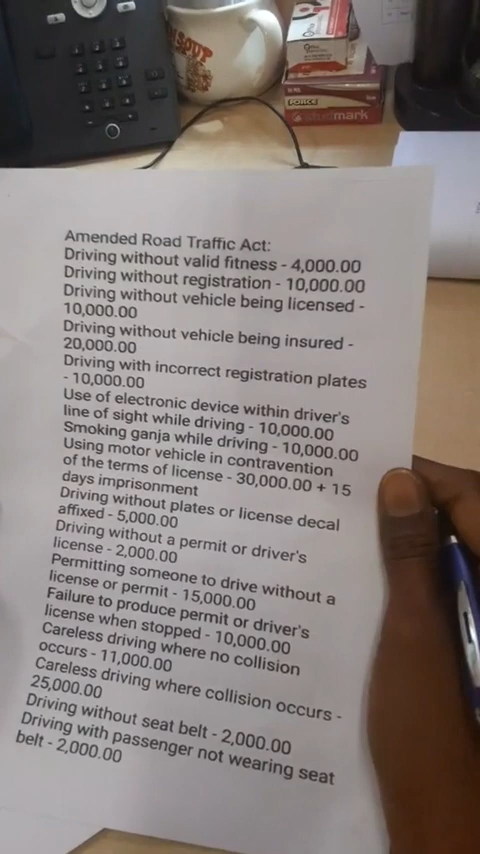 SOUP
FORCE
studmark
Amended Road Traffic Act:
Driving without valid fitness - 4,000.00
Driving without registration - 10,000.00
Driving without vehicle being licensed -
10,000.00
Driving without vehicle being insured -
20,000.00
Driving with incorrect registration plates
- 10,000.00
Use of electronic device within driver's
line of sight while driving - 10,000.00
Smoking ganja while driving - 10,000.00
Using motor vehicle in contravention
of the terms of license - 30,000.00 + 15
days imprisonment
Driving without plates or license decal
affixed - 5,000.00
Driving without a permit or driver's
license - 2,000.00
Permitting someone to drive without a
license or permit - 15,000.00
Failure to produce permit or driver's
license when stopped - 10,000.00
Careless driving where no collision
occurs - 11,000.00
Careless driving where collision occurs -
25,000.00
Driving without seat belt - 2,000.00
Driving with passenger not wearing seat
belt - 2,000.00